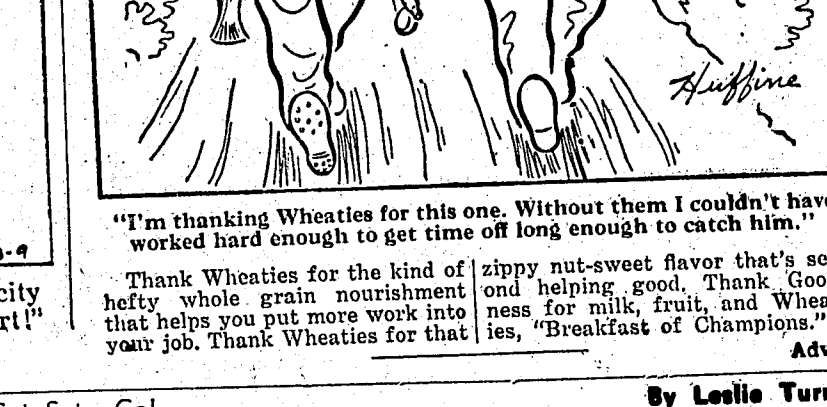 Huffine
"I'm thanking Wheaties for this one. Without them I couldn't have
worked hard enough to get time off long enough to catch him."
Thank Wheaties for the kind of
hefty whole grain nourishment
that helps you put more work into
your job. Thank Wheaties for that
zippy nut-sweet flavor that's sec
ond helping good. Thank Good
ness for milk, fruit, and Wheat
ies, "Breakfast of Champions."
Adv
-9
city
rt!"
By Leslie Turn